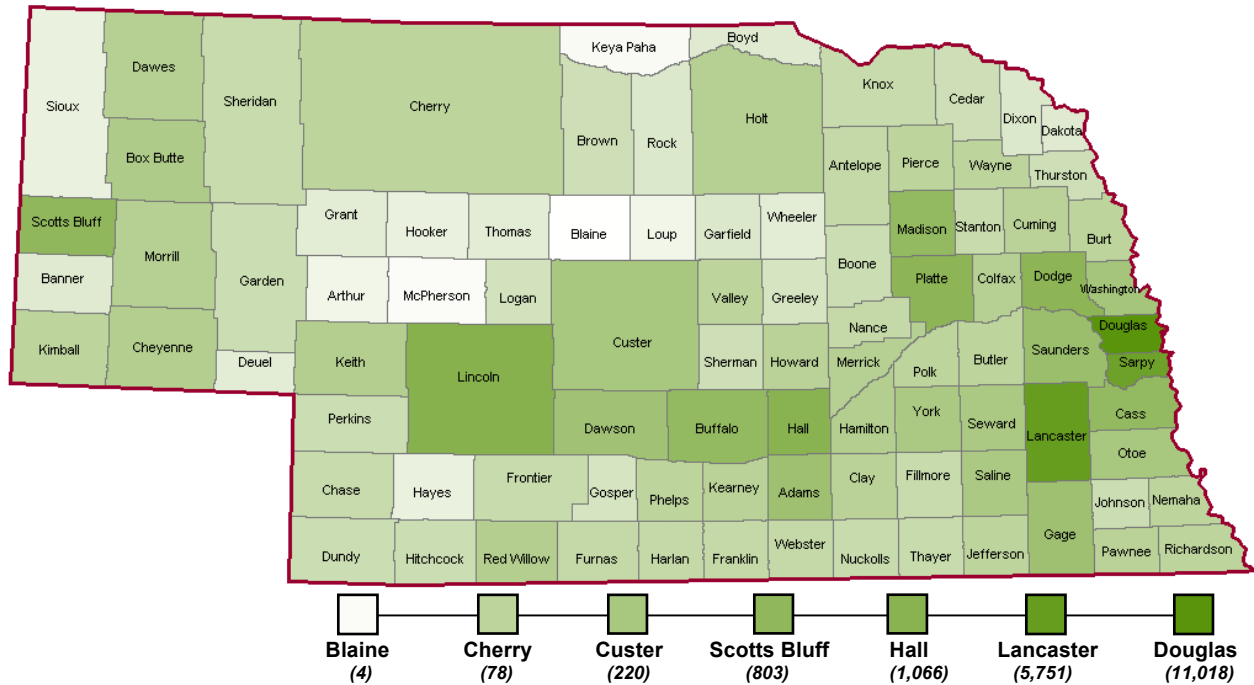 Keya Paha
Boyd
Dawes
Sioux
Sheridan
Cherry
Knox
Cedar
Dixon
Dakota
Brown
Rock
Holt
Box Butte
Antelope
Pierce
Wayne
Thurston
Scotts Bluff
Grant
Hooker
Thomas
Blaine
Loup
Garfield
Wheeler
Madison
Stanton
Cuming
Burt
Banner
Morrill
Garden
Arthur
McPherson
Logan
Valley
Greeley
Boone
Platte
Colfax
Dodge
Washington
Kimball
Cheyenne
Deuel
Keith
Lincoln
Custer
Sherman
Howard
Nance
Merrick
Polk
Butler
Saunders
Douglas
Sarpy
Perkins
Dawson
Buffalo
Hall
Hamilton
York
Seward
Lancaster
Cass
Otoe
Chase
Hayes
Frontier
Gosper
Phelps
Kearney
Adams
Clay
Fillmore
Saline
Johnson
Nemaha
Dundy
Hitchcock
Red Willow
Furnas
Harlan
Franklin
Webster
Nuckolls
Thayer
Jefferson
Gage
Pawnee
Richardson
Blaine
(4)
Cherry
(78)
Custer
(220)
Scotts Bluff
(803)
Hall
(1,066)
Lancaster
(5,751)
Douglas
(11,018)